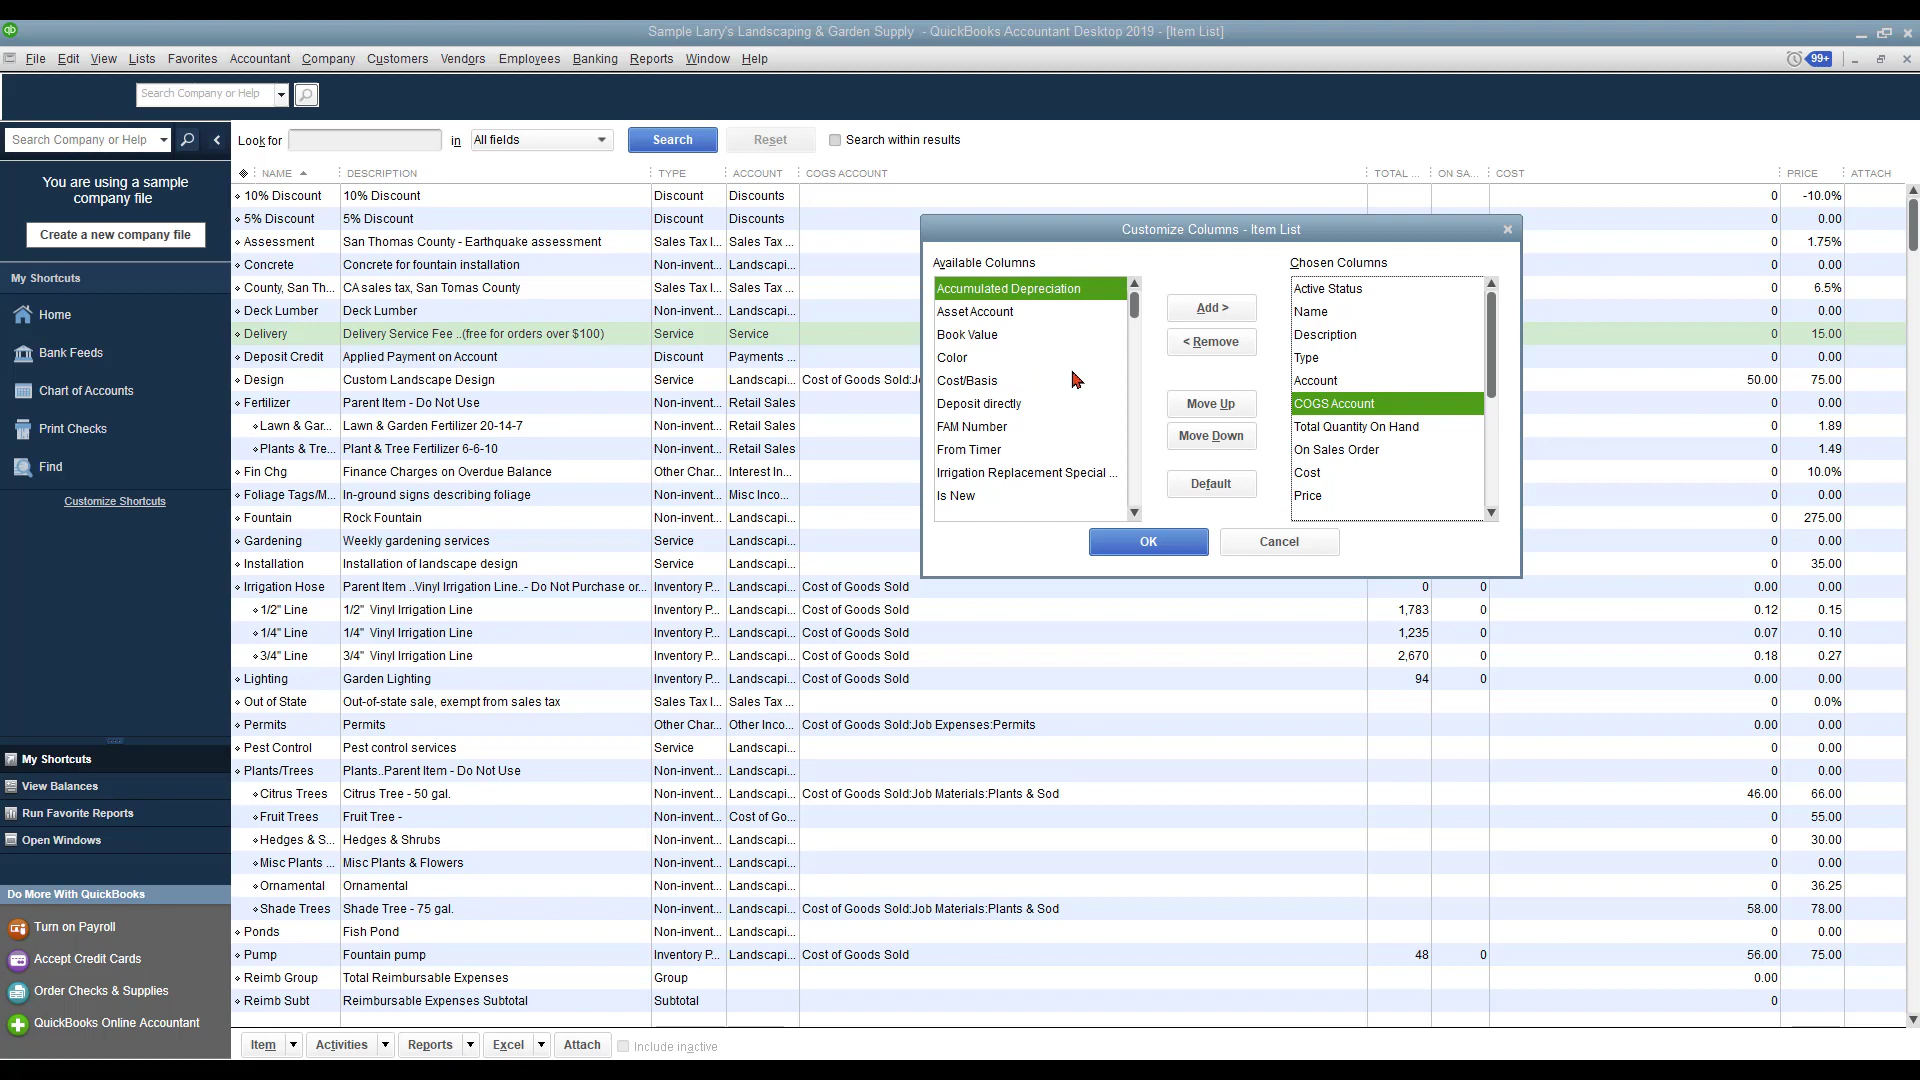 Sample Larry's Landscaping & Garden Supply - QuickBooks Accountant Desktop 2019 - [Item List]
File Edit View Lists Favorites Accountant Company Customers Vendors Employees Banking Reports Window Help 99+
Search Company or Help
Search Company or Help
Look for in All fields Search Reset Search within results
You are using a sample
company file
Create a new company file
My Shortcuts
Home
Bank Feeds
Chart of Accounts
Print Checks
Find
Customize Shortcuts
My Shortcuts
View Balances
Run Favorite Reports
Open Windows
Do More With QuickBooks
Turn on Payroll
Accept Credit Cards
Order Checks & Supplies
QuickBooks Online Accountant
NAME DESCRIPTION TYPE ACCOUNT COGS ACCOUNT TOTAL ... ON SA... COST PRICE ATTACH
10% Discount 10% Discount Discount Discounts 0 -10.0%
5% Discount 5% Discount Discount Discounts 0 0.00
Assessment San Thomas County - Earthquake assessment Sales Tax I... Sales Tax ... 0 1.75%
Concrete Concrete for fountain installation Non-invent... Landscapi... 0 0.00
County, San Th... CA sales tax, San Tomas County Sales Tax I... Sales Tax ... 0 6.5%
Deck Lumber Deck Lumber Non-invent... Landscapi... 0 0.00
Delivery Delivery Service Fee ..(free for orders over $100) Service Service 0 15.00
Deposit Credit Applied Payment on Account Discount Payments ... 0 0.00
Design Custom Landscape Design Service Landscapi... Cost of Goods Sold:J 50.00 75.00
Fertilizer Parent Item - Do Not Use Non-invent... Retail Sales 0 0.00
Lawn & Gar... Lawn & Garden Fertilizer 20-14-7 Non-invent... Retail Sales 0 1.89
Plants & Tre... Plant & Tree Fertilizer 6-6-10 Non-invent... Retail Sales 0 1.49
Fin Chg Finance Charges on Overdue Balance Other Char... Interest In... 0 10.0%
Foliage Tags/M... In-ground signs describing foliage Non-invent... Misc Inco... 0 0.00
Fountain Rock Fountain Non-invent... Landscapi... 0 275.00
Gardening Weekly gardening services Service Landscapi... 0 0.00
Installation Installation of landscape design Service Landscapi... 0 35.00
Irrigation Hose Parent Item ..Vinyl Irrigation Line..- Do Not Purchase or... Inventory P... Landscapi... Cost of Goods Sold 0 0 0.00 0.00
1/2" Line 1/2" Vinyl Irrigation Line Inventory P... Landscapi... Cost of Goods Sold 1,783 0 0.12 0.15
1/4" Line 1/4" Vinyl Irrigation Line Inventory P... Landscapi... Cost of Goods Sold 1,235 0 0.07 0.10
3/4" Line 3/4" Vinyl Irrigation Line Inventory P... Landscapi... Cost of Goods Sold 2,670 0 0.18 0.27
Lighting Garden Lighting Inventory P... Landscapi... Cost of Goods Sold 94 0 0.00 0.00
Out of State Out-of-state sale, exempt from sales tax Sales Tax I... Sales Tax ... 0 0.0%
Permits Permits Other Char... Other Inco... Cost of Goods Sold:Job Expenses:Permits 0.00 0.00
Pest Control Pest control services Service Landscapi... 0 0.00
Plants/Trees Plants..Parent Item - Do Not Use Non-invent... Landscapi... 0 0.00
Citrus Trees Citrus Tree - 50 gal. Non-invent... Landscapi... Cost of Goods Sold:Job Materials:Plants & Sod 46.00 66.00
Fruit Trees Fruit Tree - Non-invent... Cost of Go... 0 55.00
Hedges & S... Hedges & Shrubs Non-invent... Landscapi... 0 30.00
Misc Plants ... Misc Plants & Flowers Non-invent... Landscapi... 0 0.00
Ornamental Ornamental Non-invent... Landscapi... 0 36.25
Shade Trees Shade Tree - 75 gal. Non-invent... Landscapi... Cost of Goods Sold:Job Materials:Plants & Sod 58.00 78.00
Ponds Fish Pond Non-invent... Landscapi... 0 0.00
Pump Fountain pump Inventory P... Landscapi... Cost of Goods Sold 48 0 56.00 75.00
Reimb Group Total Reimbursable Expenses Group 0.00
Reimb Subt Reimbursable Expenses Subtotal Subtotal 0
Customize Columns - Item List
Available Columns
Accumulated Depreciation
Asset Account
Book Value
Color
Cost/Basis
Deposit directly
FAM Number
From Timer
Irrigation Replacement Special ...
Is New
Add >
< Remove
Move Up
Move Down
Default
Chosen Columns
Active Status
Name
Description
Type
Account
COGS Account
Total Quantity On Hand
On Sales Order
Cost
Price
OK Cancel
Item Activities Reports Excel Attach Include inactive